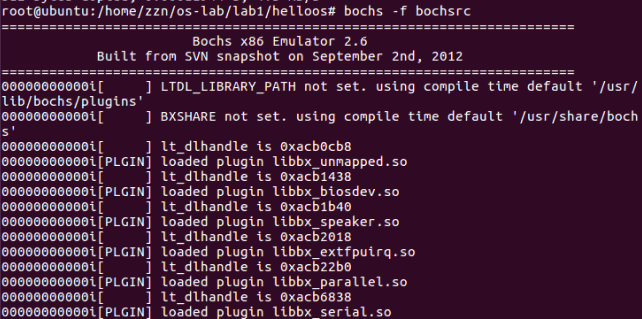 root@ubuntu:/home/zzn/os-lab/lab1/helloos# bochs -f bochsrc
========================================================================
                        Bochs x86 Emulator 2.6
            Built from SVN snapshot on September 2nd, 2012
========================================================================
00000000000i[     ] LTDL_LIBRARY_PATH not set. using compile time default '/usr/
lib/bochs/plugins'
00000000000i[     ] BXSHARE not set. using compile time default '/usr/share/boch
s'
00000000000i[     ] lt_dlhandle is 0xacb0cb8
00000000000i[PLGIN] loaded plugin libbx_unmapped.so
00000000000i[     ] lt_dlhandle is 0xacb1438
00000000000i[PLGIN] loaded plugin libbx_biosdev.so
00000000000i[     ] lt_dlhandle is 0xacb1b40
00000000000i[PLGIN] loaded plugin libbx_speaker.so
00000000000i[     ] lt_dlhandle is 0xacb2018
00000000000i[PLGIN] loaded plugin libbx_extfpuirq.so
00000000000i[     ] lt_dlhandle is 0xacb22b0
00000000000i[PLGIN] loaded plugin libbx_parallel.so
00000000000i[     ] lt_dlhandle is 0xacb6838
00000000000i[PLGIN] loaded plugin libbx_serial.so